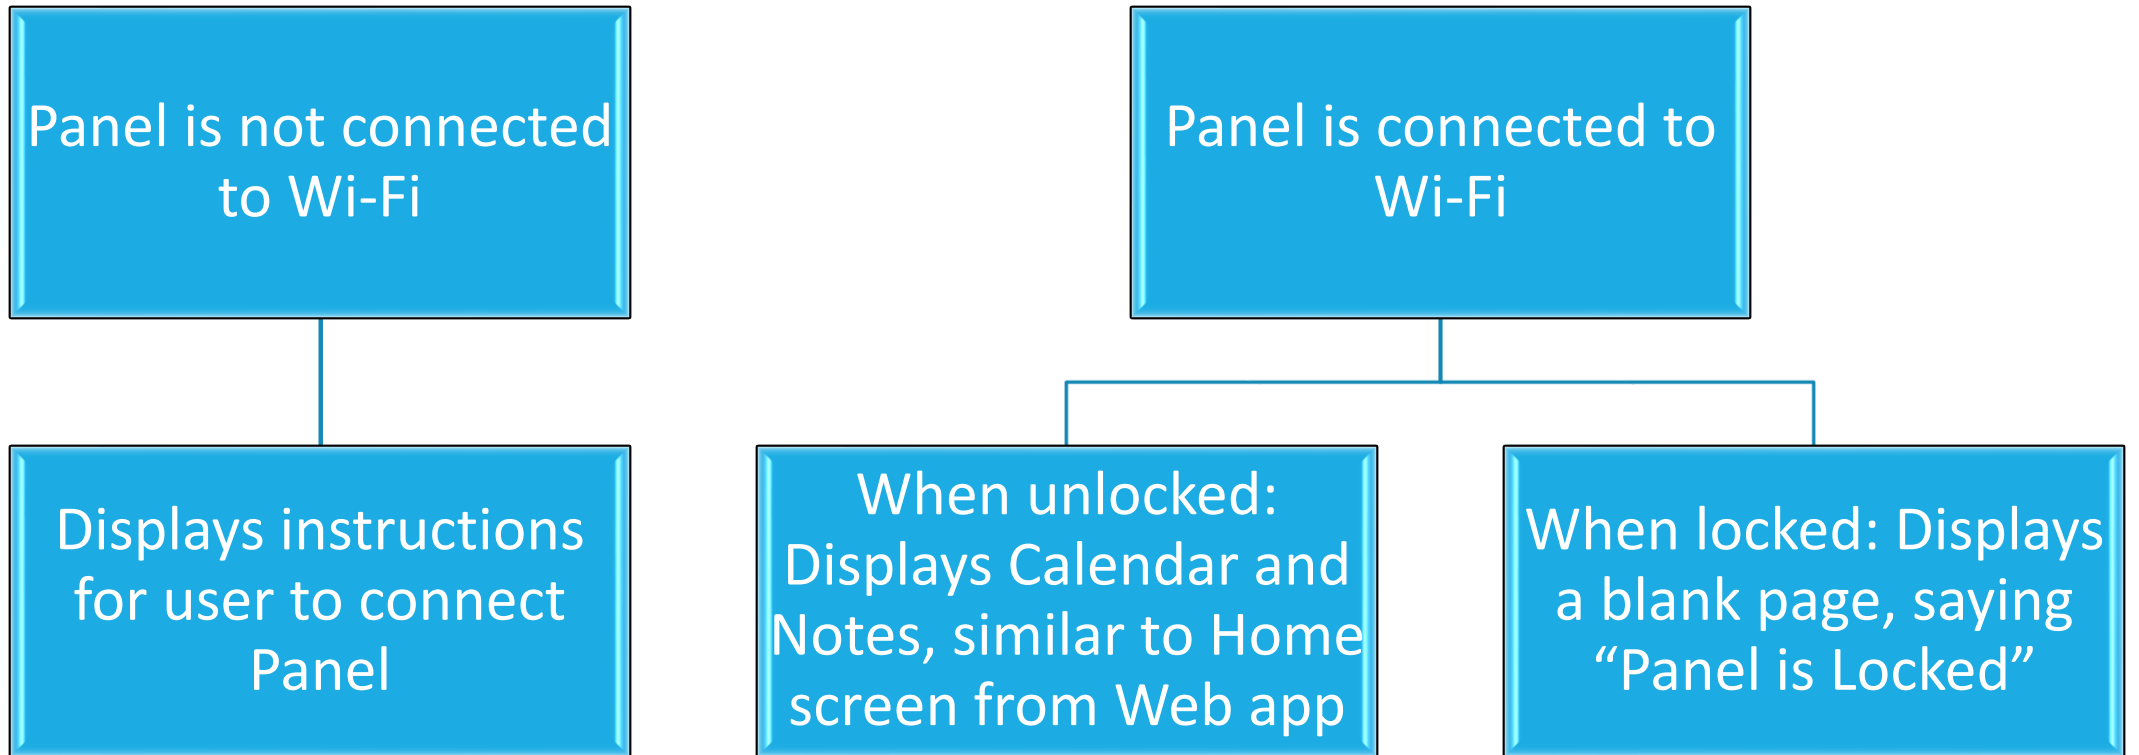 Panel is not connected
to Wi-Fi
Panel is connected to
Wi-Fi
Displays instructions
for user to connect
Panel
When unlocked:
Displays Calendar and
Notes, similar to Home
screen from Web app
When locked: Displays
a blank page, saying
“Panel is Locked”